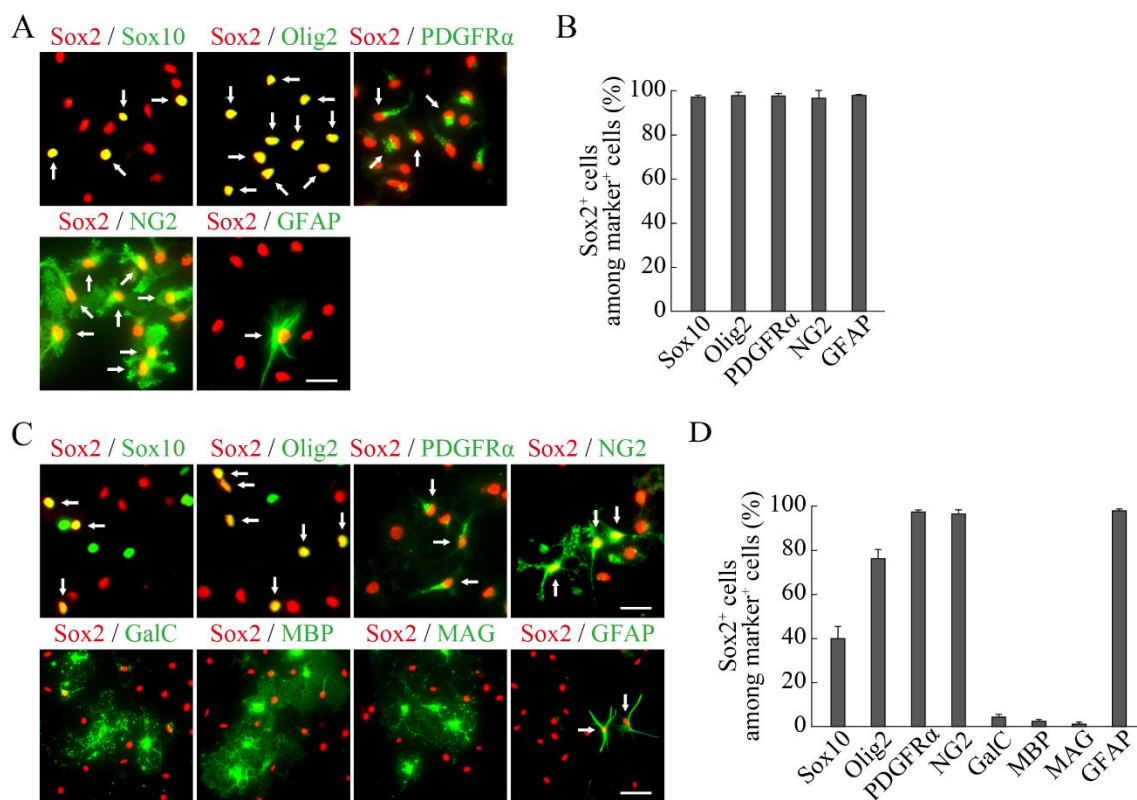 A
Sox2 / Sox10
Sox2 / Olig2
Sox2 / PDGFRα
Sox2 / NG2
Sox2 / GFAP
B
Sox2⁺ cells
among marker⁺ cells (%)
100
80
60
40
20
0
Sox10
Olig2
PDGFRα
NG2
GFAP
C
Sox2 / Sox10
Sox2 / Olig2
Sox2 / PDGFRα
Sox2 / NG2
Sox2 / GalC
Sox2 / MBP
Sox2 / MAG
Sox2 / GFAP
D
Sox2⁺ cells
among marker⁺ cells (%)
100
80
60
40
20
0
Sox10
Olig2
PDGFRα
NG2
GalC
MBP
MAG
GFAP